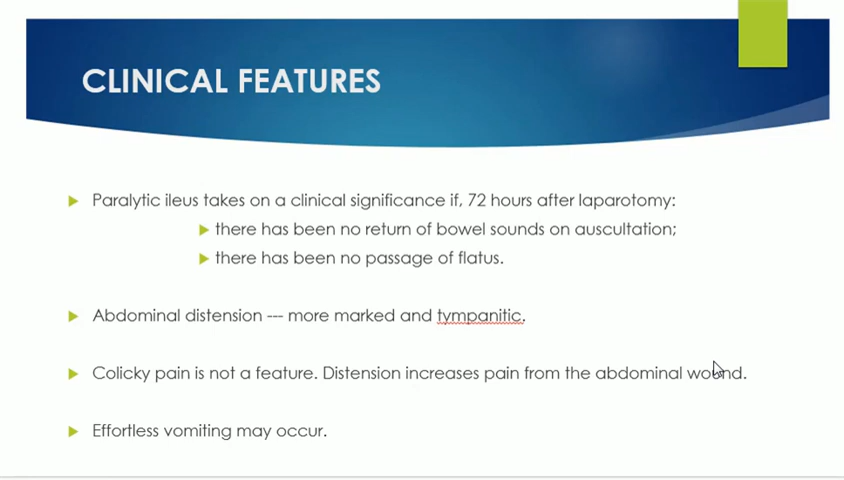 CLINICAL FEATURES
Paralytic ileus takes on a clinical significance if, 72 hours after laparotomy:
there has been no return of bowel sounds on auscultation;
there has been no passage of flatus.
Abdominal distension --- more marked and tympanitic.
Colicky pain is not a feature. Distension increases pain from the abdominal wound.
Effortless vomiting may occur.